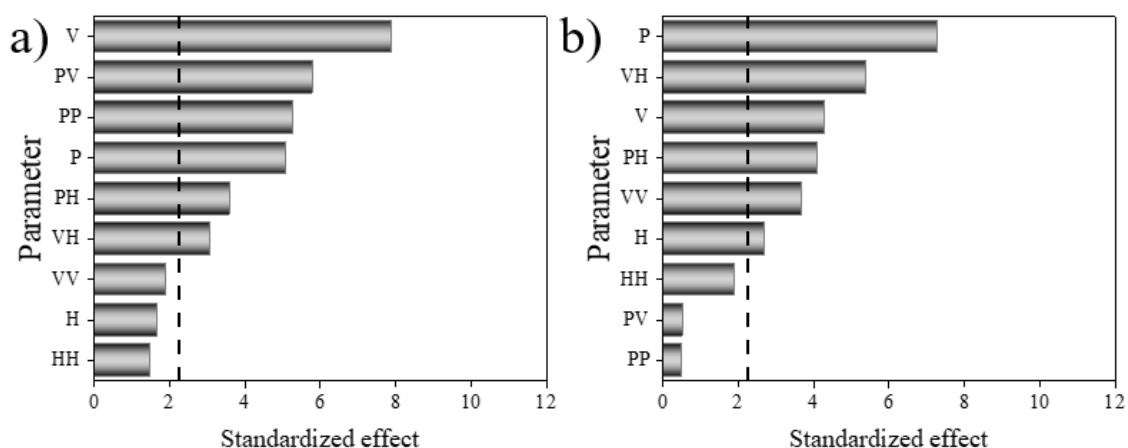 a)
Parameter
V
PV
PP
P
PH
VH
VV
H
HH
0 2 4 6 8 10 12
Standardized effect
b)
Parameter
P
VH
V
PH
VV
H
HH
PV
PP
0 2 4 6 8 10 12
Standardized effect